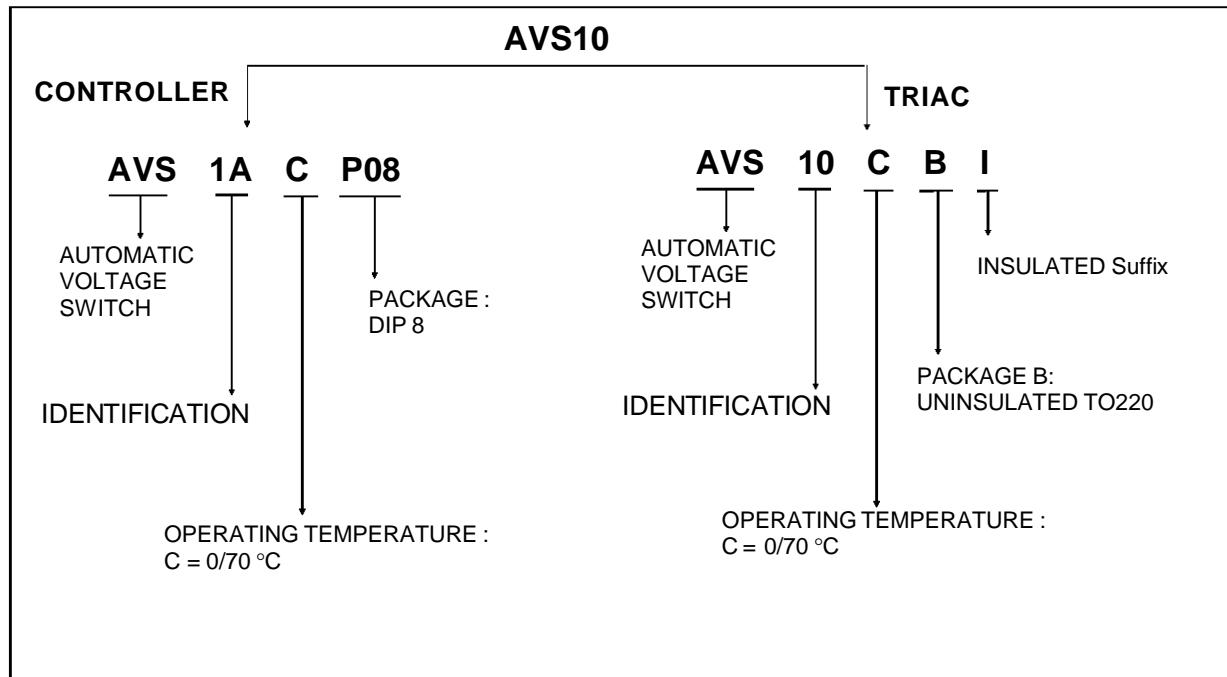 AVS10
CONTROLLER
TRIAC
AVS 1A C P08
AVS 10 C B I
AUTOMATIC
VOLTAGE
SWITCH
PACKAGE :
DIP 8
IDENTIFICATION
OPERATING TEMPERATURE :
C = 0/70 °C
AUTOMATIC
VOLTAGE
SWITCH
INSULATED Suffix
PACKAGE B:
UNINSULATED TO220
IDENTIFICATION
OPERATING TEMPERATURE :
C = 0/70 °C